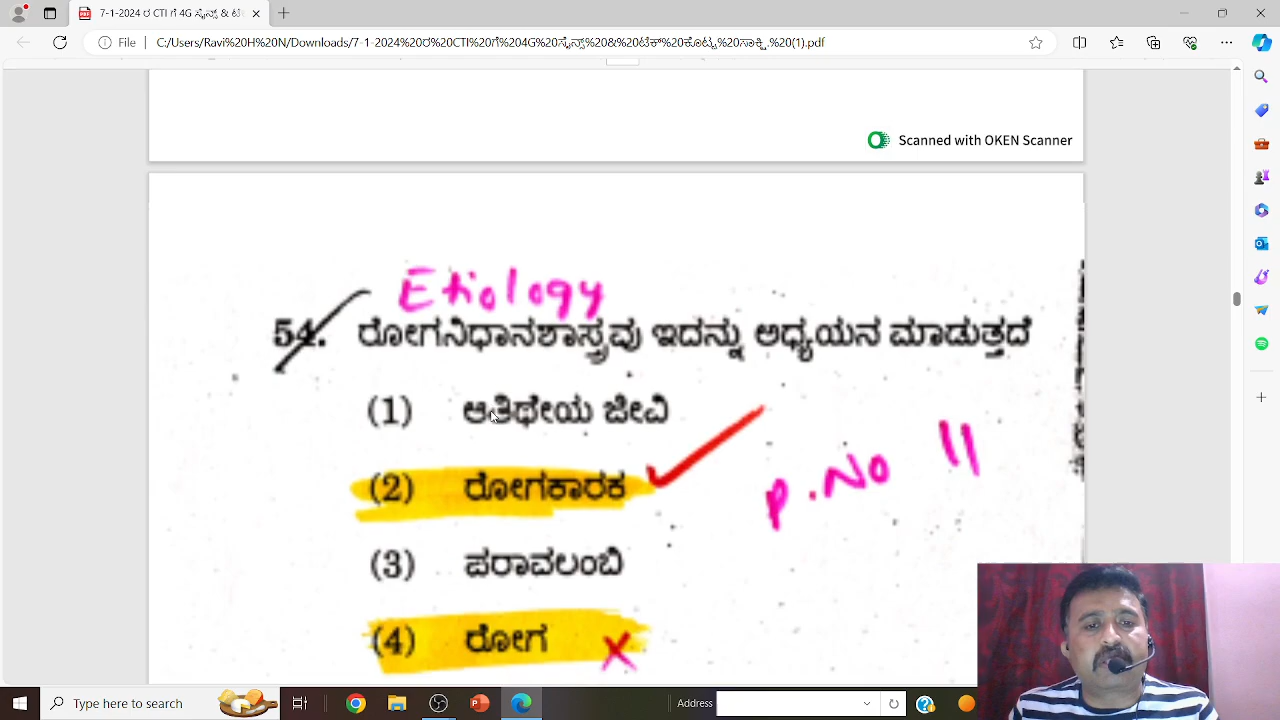 7-1-2024 ರ CTI ಗೆ 4G ಸೈನ್ಸ್ & ಟೆಕ್
File C:/Users/Ravi%20H%20N/Downloads/7-1-2024%20ರ%20CTI%20ಗೆ%204G%20ಸೈನ್ಸ್%20&%20ಟೆಕ್%20ಕೊಟ್ಟ%20ಸಾಕ್ಷಿ.%20(1).pdf
Scanned with OKEN Scanner
Etiology
54. ರೋಗನಿಧಾನಶಾಸ್ತ್ರವು ಇದನ್ನು ಅಧ್ಯಯನ ಮಾಡುತ್ತದೆ
(1) ಆತಿಥೇಯ ಜೀವಿ
(2) ರೋಗಕಾರಕ
P.No 11
(3) ಪರಾವಲಂಬಿ
(4) ರೋಗ
Type here to search
Address